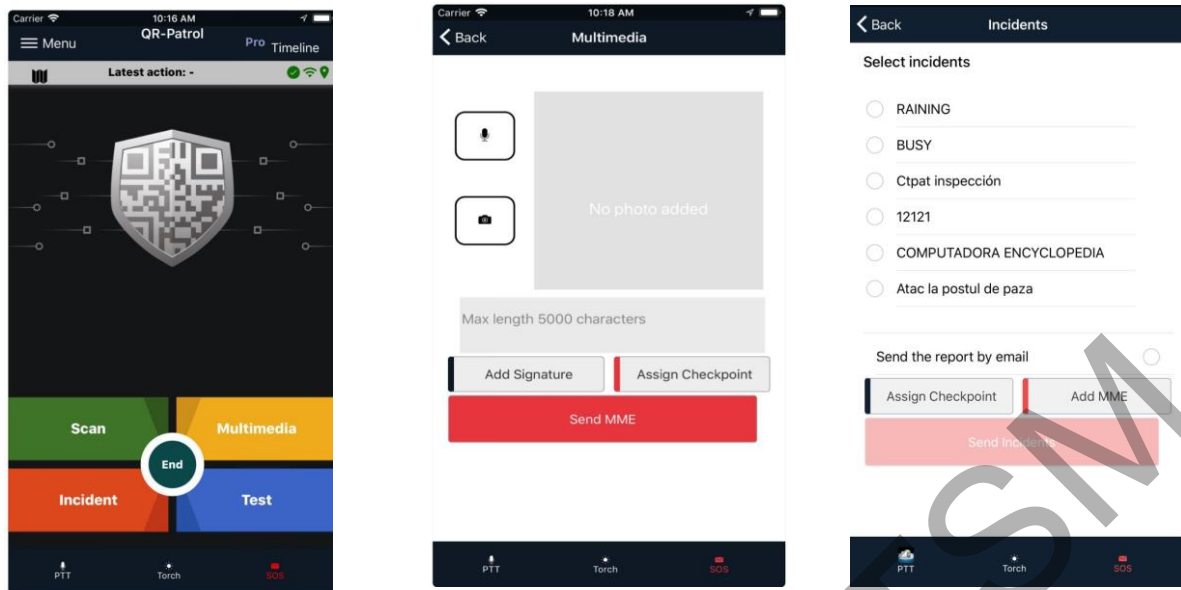 Carrier 10:16 AM
Menu QR-Patrol Pro Timeline
Latest action: -
Scan
Multimedia
End
Incident
Test
PTT Torch SOS
Carrier 10:18 AM
Back Multimedia
No photo added
Max length 5000 characters
Add Signature Assign Checkpoint
Send MME
PTT Torch SOS
Back Incidents
Select incidents
RAINING
BUSY
Ctpat inspección
12121
COMPUTADORA ENCYCLOPEDIA
Atac la postul de paza
Send the report by email
Assign Checkpoint Add MME
Send Incidents
PTT Torch SOS